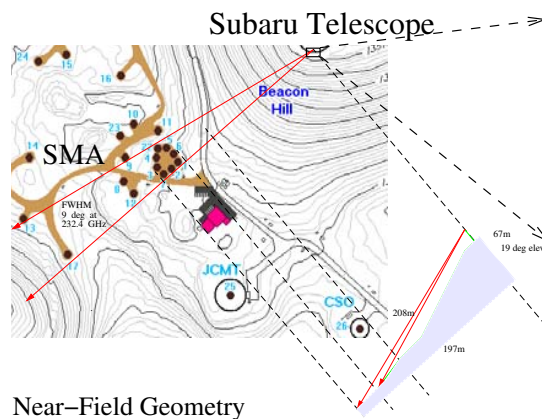 Subaru Telescope
24
15
16
Beacon
Hill
10
11
23
22
5
6
14
SMA
4
9
3
2
8
12
FWHM
9 deg at
232.4 GHz
13
17
JCMT
25
CSO
26
67m
19 deg elev
208m
197m
Near-Field Geometry